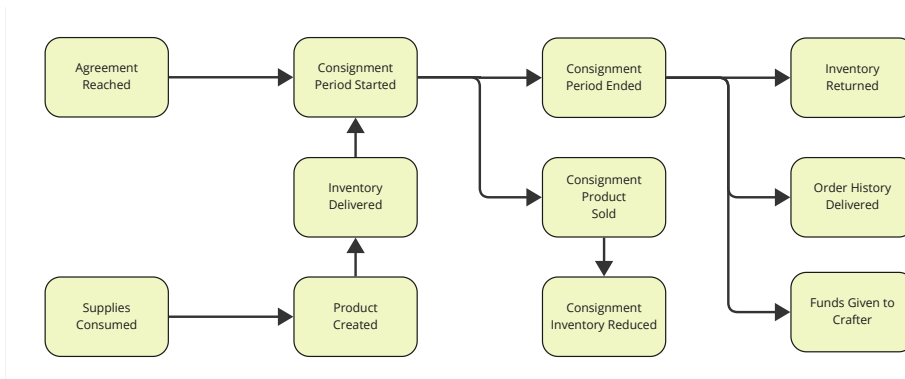 Agreement
Reached
Consignment
Period Started
Consignment
Period Ended
Inventory
Returned
Inventory
Delivered
Consignment
Product
Sold
Order History
Delivered
Supplies
Consumed
Product
Created
Consignment
Inventory Reduced
Funds Given to
Crafter